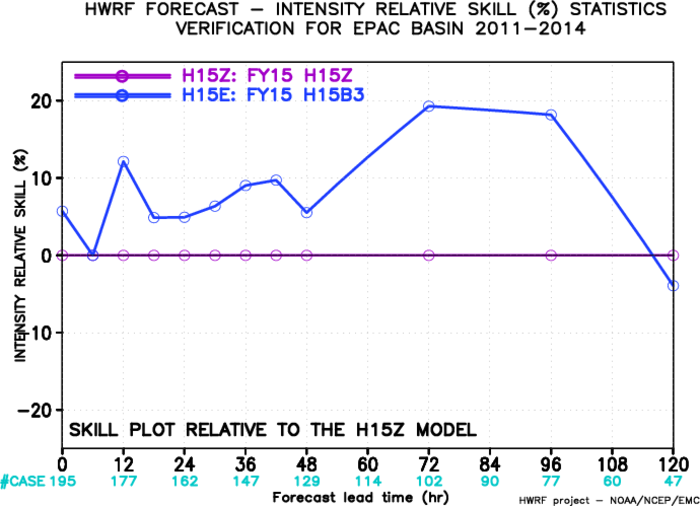 HWRF FORECAST – INTENSITY RELATIVE SKILL (%) STATISTICS
VERIFICATION FOR EPAC BASIN 2011–2014
H15Z: FY15 H15Z
H15E: FY15 H15B3
INTENSITY RELATIVE SKILL (%)
20
10
0
–10
–20
SKILL PLOT RELATIVE TO THE H15Z MODEL
0 12 24 36 48 60 72 84 96 108 120
#CASE 195 177 162 147 129 114 102 90 77 60 47
Forecast lead time (hr)
HWRF project – NOAA/NCEP/EMC